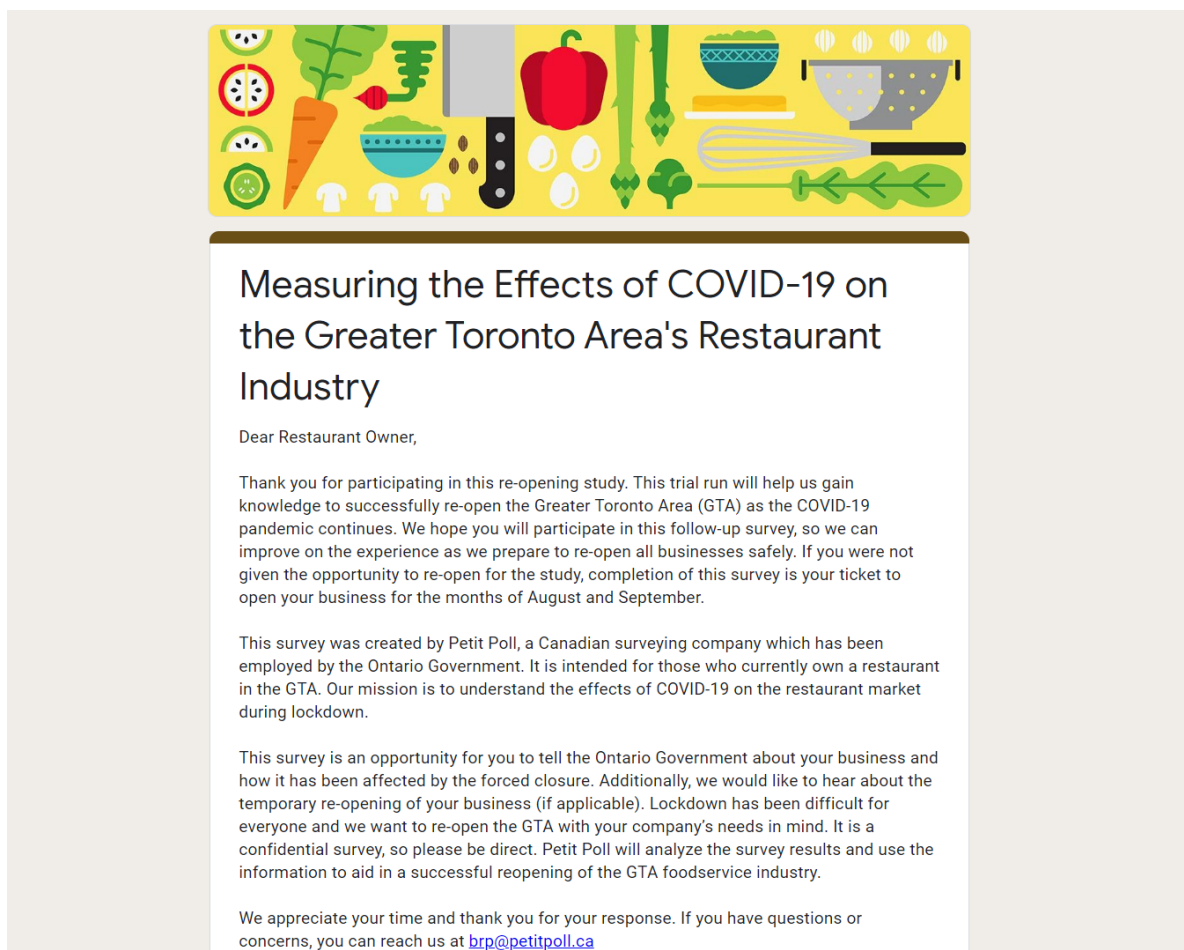 Measuring the Effects of COVID-19 on
the Greater Toronto Area's Restaurant
Industry
Dear Restaurant Owner,
Thank you for participating in this re-opening study. This trial run will help us gain
knowledge to successfully re-open the Greater Toronto Area (GTA) as the COVID-19
pandemic continues. We hope you will participate in this follow-up survey, so we can
improve on the experience as we prepare to re-open all businesses safely. If you were not
given the opportunity to re-open for the study, completion of this survey is your ticket to
open your business for the months of August and September.
This survey was created by Petit Poll, a Canadian surveying company which has been
employed by the Ontario Government. It is intended for those who currently own a restaurant
in the GTA. Our mission is to understand the effects of COVID-19 on the restaurant market
during lockdown.
This survey is an opportunity for you to tell the Ontario Government about your business and
how it has been affected by the forced closure. Additionally, we would like to hear about the
temporary re-opening of your business (if applicable). Lockdown has been difficult for
everyone and we want to re-open the GTA with your company’s needs in mind. It is a
confidential survey, so please be direct. Petit Poll will analyze the survey results and use the
information to aid in a successful reopening of the GTA foodservice industry.
We appreciate your time and thank you for your response. If you have questions or
concerns, you can reach us at brp@petitpoll.ca